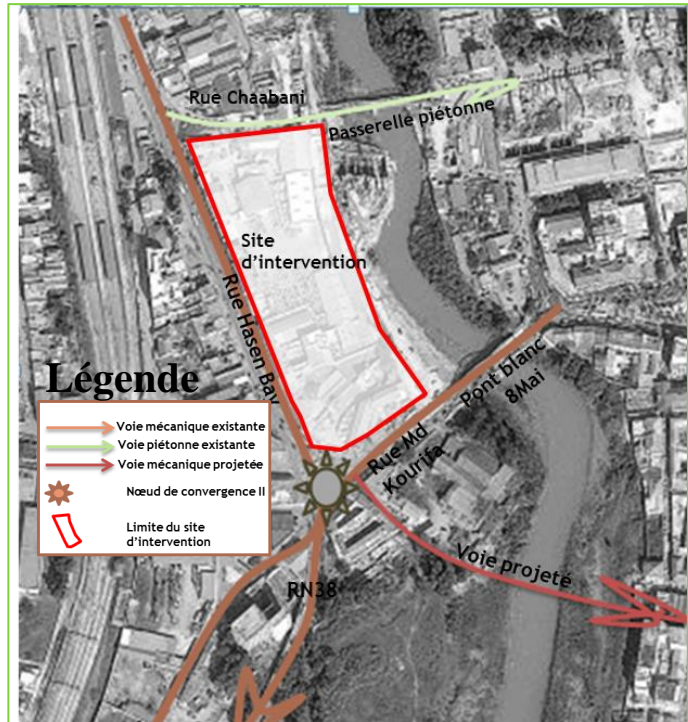 Rue Chaabani
Passerelle piétonne
Site
d'intervention
Rue Hasen Bay
Pont blanc
8Mai
Rue Md
Kourifa
Voie projeté
RN38
Légende
Voie mécanique existante
Voie piétonne existante
Voie mécanique projetée
Nœud de convergence II
Limite du site
d'intervention